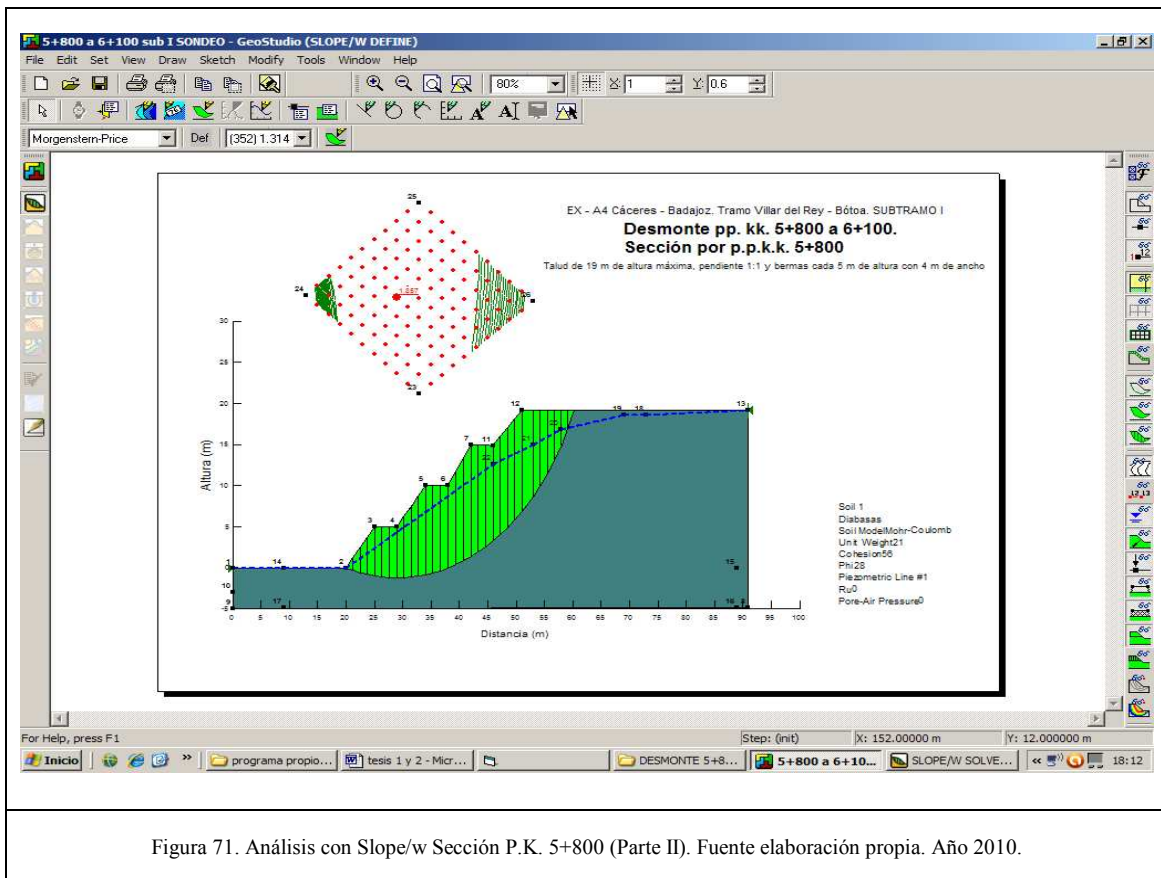 5+800 a 6+100 sub I SONDEO - GeoStudio (SLOPE/W DEFINE)
File Edit Set View Draw Sketch Modify Tools Window Help
80% X: 1 Y: 0.6
Morgenstern-Price Def (352) 1.314
EX - A4 Cáceres - Badajoz. Tramo Villar del Rey - Bótoa. SUBTRAMO I
Desmonte pp. kk. 5+800 a 6+100.
Sección por p.p.k.k. 5+800
Talud de 19 m de altura máxima, pendiente 1:1 y bermas cada 5 m de altura con 4 m de ancho
25
24
26
23
30
25
20
15
10
5
0
-5
Altura (m)
12
13
19 18
7 11
20
21
22
5 6
3 4
1 14 2
15
10
9 17
16 8
0 5 10 15 20 25 30 35 40 45 50 55 60 65 70 75 80 85 90 95 100
Distancia (m)
Soil 1
Diabasas
Soil ModelMohr-Coulomb
Unit Weight21
Cohesion56
Phi28
Piezometric Line #1
Ru0
Pore-Air Pressure0
For Help, press F1 Step: (init) X: 152.00000 m Y: 12.000000 m
Inicio » programa propio... tesis 1 y 2 - Micr... DESMONTE 5+8... 5+800 a 6+10... SLOPE/W SOLVE... « 18:12
Figura 71. Análisis con Slope/w Sección P.K. 5+800 (Parte II). Fuente elaboración propia. Año 2010.